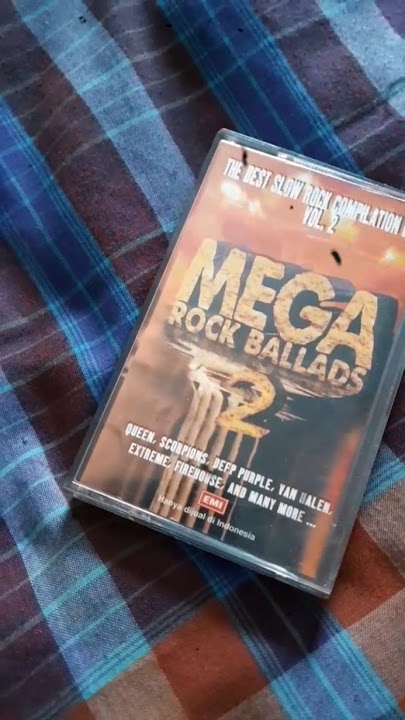 THE BEST SLOW ROCK COMPILATION
VOL. 2
MEGA
ROCK BALLADS
2
QUEEN, SCORPIONS, DEEP PURPLE, VAN HALEN,
EXTREME, FIREHOUSE, AND MANY MORE ...
EMI
Hanya dijual di Indonesia